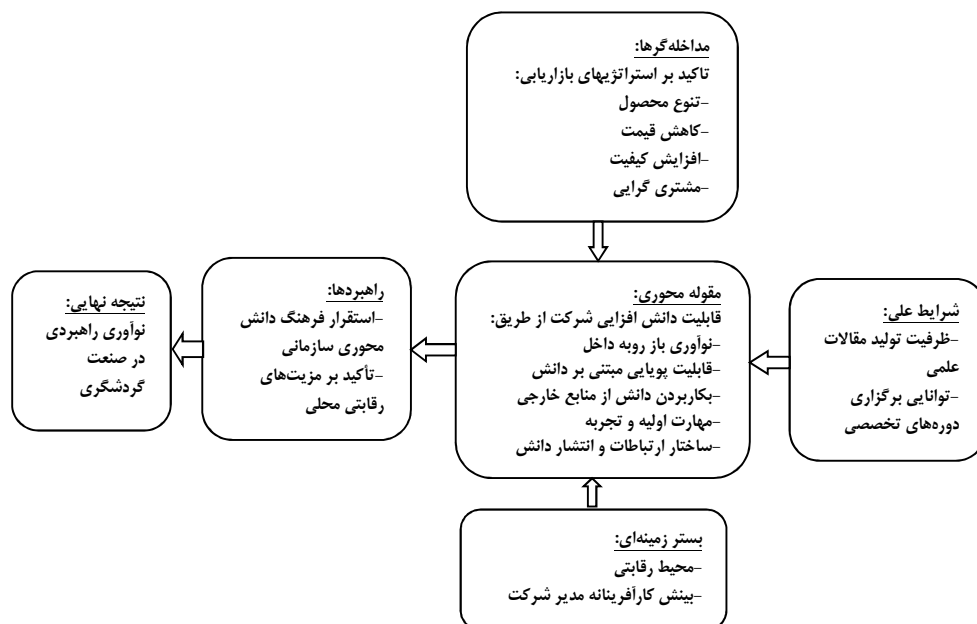 مداخله‌گرها:
تاکید بر استراتژیهای بازاریابی:
-تنوع محصول
-کاهش قیمت
-افزایش کیفیت
-مشتری گرایی
شرایط علی:
-ظرفیت تولید مقالات
علمی
-توانایی برگزاری
دوره‌های تخصصی
مقوله محوری:
قابلیت دانش افزایی شرکت از طریق:
-نوآوری باز روبه داخل
-قابلیت پویایی مبتنی بر دانش
-بکاربردن دانش از منابع خارجی
-مهارت اولیه و تجربه
-ساختار ارتباطات و انتشار دانش
راهبردها:
-استقرار فرهنگ دانش
محوری سازمانی
-تأکید بر مزیت‌های
رقابتی محلی
نتیجه نهایی:
نوآوری راهبردی
در صنعت
گردشگری
بستر زمینه‌ای:
-محیط رقابتی
-بینش کارآفرینانه مدیر شرکت